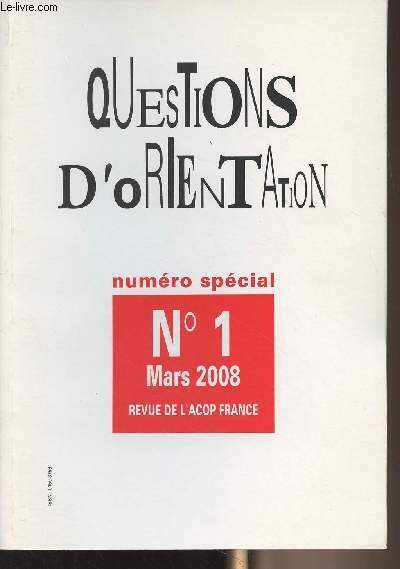 Le-livre.com
QUESTIONS
D'ORIENTATION
numéro spécial
N° 1
Mars 2008
REVUE DE L'ACOP FRANCE